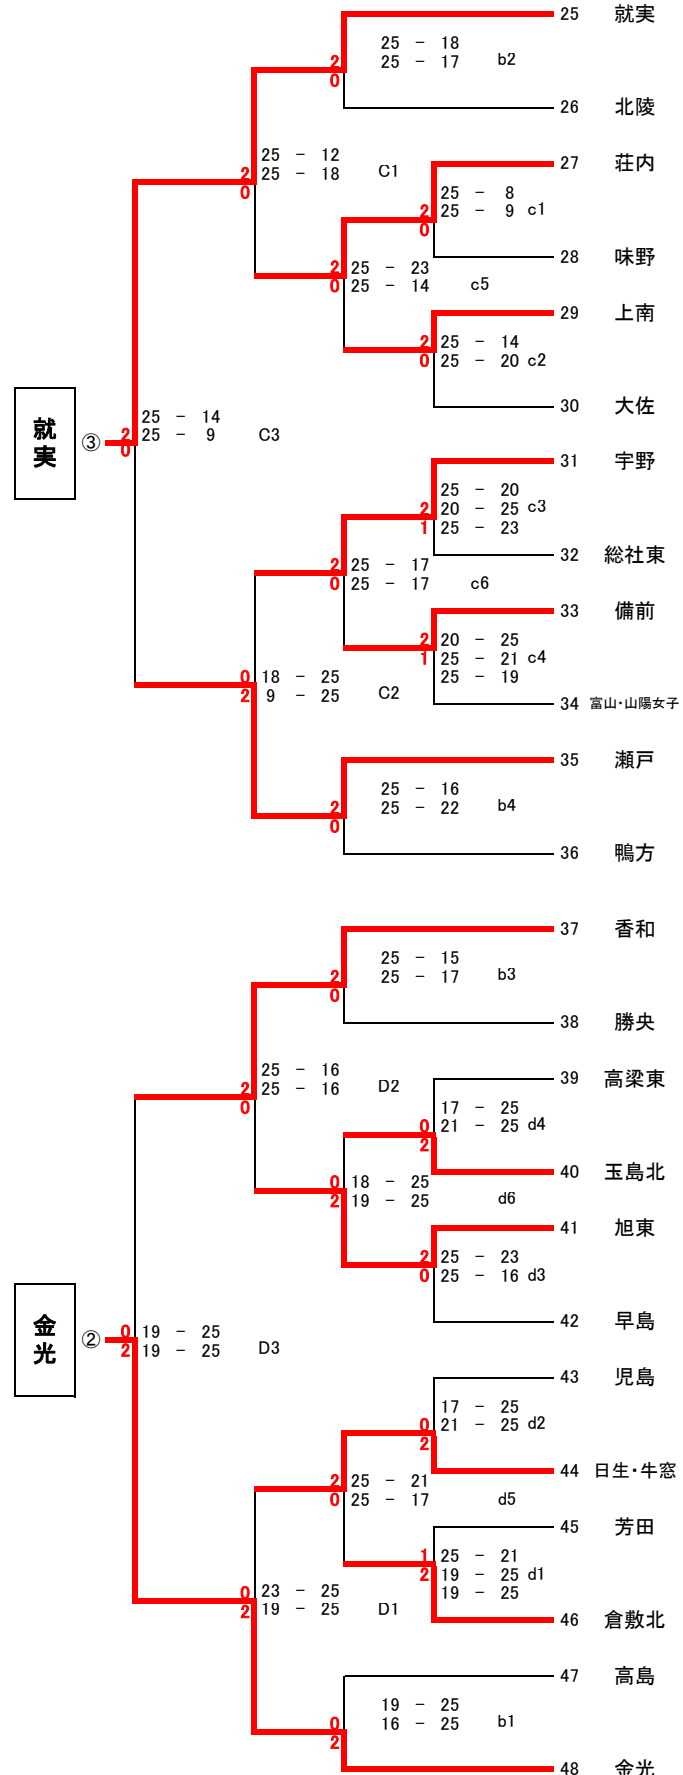 25 就実
25 － 18
2 25 － 17 b2
0
26 北陵
25 － 12
2 25 － 18 C1
0
27 荘内
25 － 8
2 25 － 9 c1
0
28 味野
2 25 － 23
0 25 － 14 c5
29 上南
2 25 － 14
0 25 － 20 c2
30 大佐
就実
③
25 － 14
2 25 － 9 C3
0
31 宇野
25 － 20
2 20 － 25 c3
1 25 － 23
32 総社東
2 25 － 17
0 25 － 17 c6
33 備前
2 20 － 25
1 25 － 21 c4
25 － 19
0 18 － 25
2 9 － 25 C2
34 富山・山陽女子
35 瀬戸
25 － 16
2 25 － 22 b4
0
36 鴨方
37 香和
25 － 15
2 25 － 17 b3
0
38 勝央
25 － 16
2 25 － 16 D2
0
39 高梁東
17 － 25
0 21 － 25 d4
2
40 玉島北
0 18 － 25
2 19 － 25 d6
41 旭東
2 25 － 23
0 25 － 16 d3
42 早島
金光
②
0 19 － 25
2 19 － 25 D3
43 児島
17 － 25
0 21 － 25 d2
2
44 日生・牛窓
2 25 － 21
0 25 － 17 d5
45 芳田
1 25 － 21
2 19 － 25 d1
19 － 25
46 倉敷北
0 23 － 25
2 19 － 25 D1
47 高島
19 － 25
0 16 － 25 b1
2
48 金光